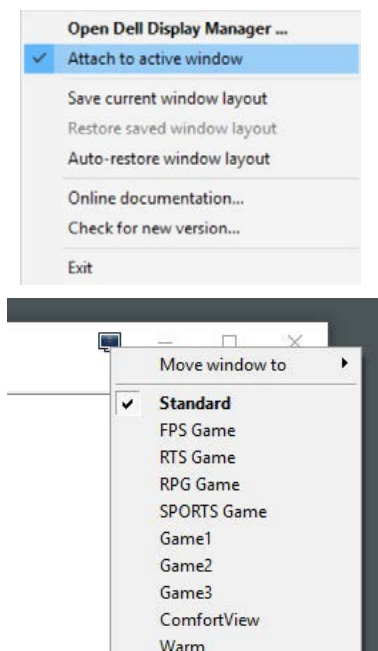 Open Dell Display Manager ...
Attach to active window
Save current window layout
Restore saved window layout
Auto-restore window layout
Online documentation...
Check for new version...
Exit
Move window to
Standard
FPS Game
RTS Game
RPG Game
SPORTS Game
Game1
Game2
Game3
ComfortView
Warm